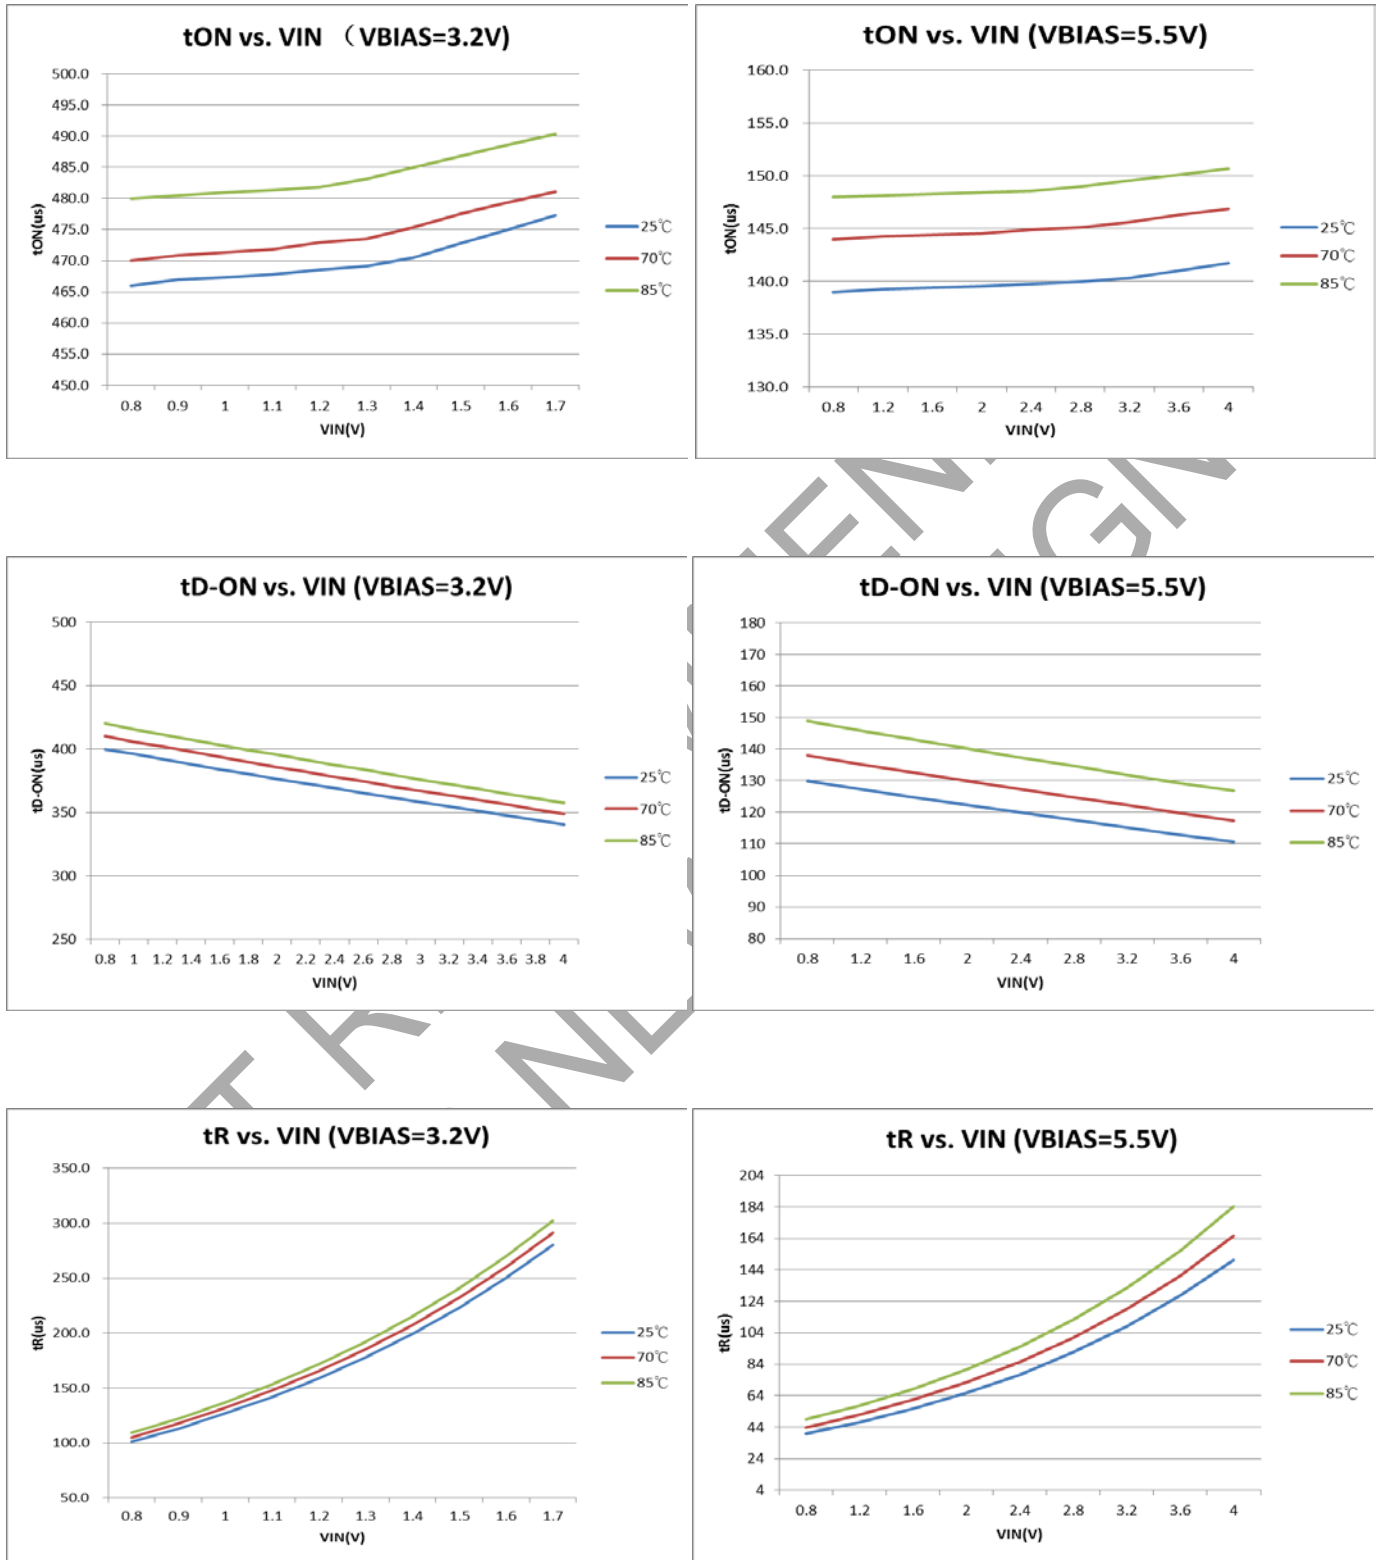 tON vs. VIN （VBIAS=3.2V)
500.0
495.0
490.0
485.0
480.0
475.0
470.0
465.0
460.0
455.0
450.0
tON(us)
0.8 0.9 1 1.1 1.2 1.3 1.4 1.5 1.6 1.7
VIN(V)
25℃
70℃
85℃
tON vs. VIN (VBIAS=5.5V)
160.0
155.0
150.0
145.0
140.0
135.0
130.0
tON(us)
0.8 1.2 1.6 2 2.4 2.8 3.2 3.6 4
VIN(V)
25℃
70℃
85℃
tD-ON vs. VIN (VBIAS=3.2V)
500
450
400
350
300
250
tD-ON(us)
0.8 1 1.2 1.4 1.6 1.8 2 2.2 2.4 2.6 2.8 3 3.2 3.4 3.6 3.8 4
VIN(V)
25℃
70℃
85℃
tD-ON vs. VIN (VBIAS=5.5V)
180
170
160
150
140
130
120
110
100
90
80
tD-ON(us)
0.8 1.2 1.6 2 2.4 2.8 3.2 3.6 4
VIN(V)
25℃
70℃
85℃
tR vs. VIN (VBIAS=3.2V)
350.0
300.0
250.0
200.0
150.0
100.0
50.0
tR(us)
0.8 0.9 1 1.1 1.2 1.3 1.4 1.5 1.6 1.7
VIN(V)
25℃
70℃
85℃
tR vs. VIN (VBIAS=5.5V)
204
184
164
144
124
104
84
64
44
24
4
tR(us)
0.8 1.2 1.6 2 2.4 2.8 3.2 3.6 4
VIN(V)
25℃
70℃
85℃